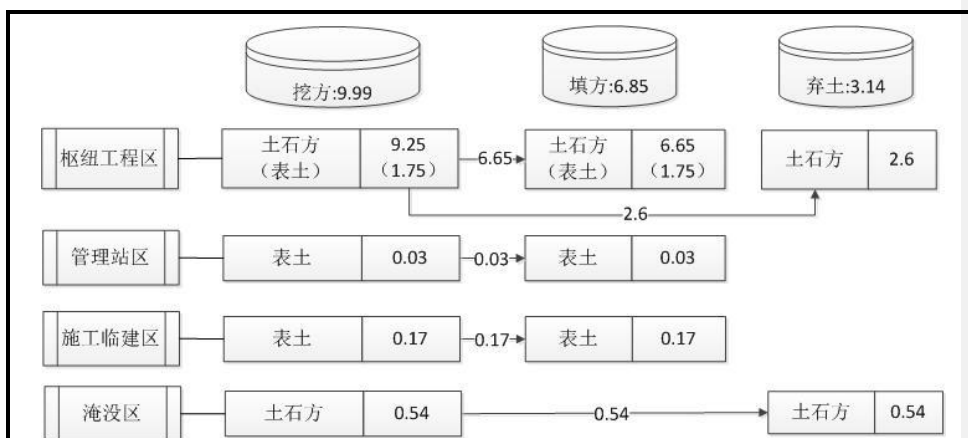 挖方:9.99
填方:6.85
弃土:3.14
枢纽工程区
土石方
（表土）
9.25
（1.75）
6.65
土石方
（表土）
6.65
（1.75）
土石方
2.6
2.6
管理站区
表土
0.03
0.03
表土
0.03
施工临建区
表土
0.17
0.17
表土
0.17
淹没区
土石方
0.54
0.54
土石方
0.54